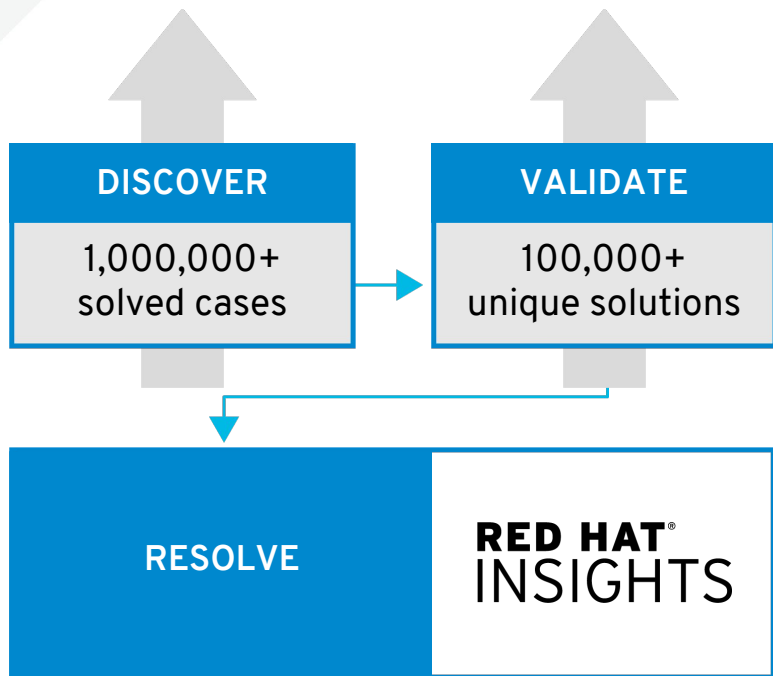 DISCOVER
1,000,000+
solved cases
VALIDATE
100,000+
unique solutions
RESOLVE
RED HAT®
INSIGHTS